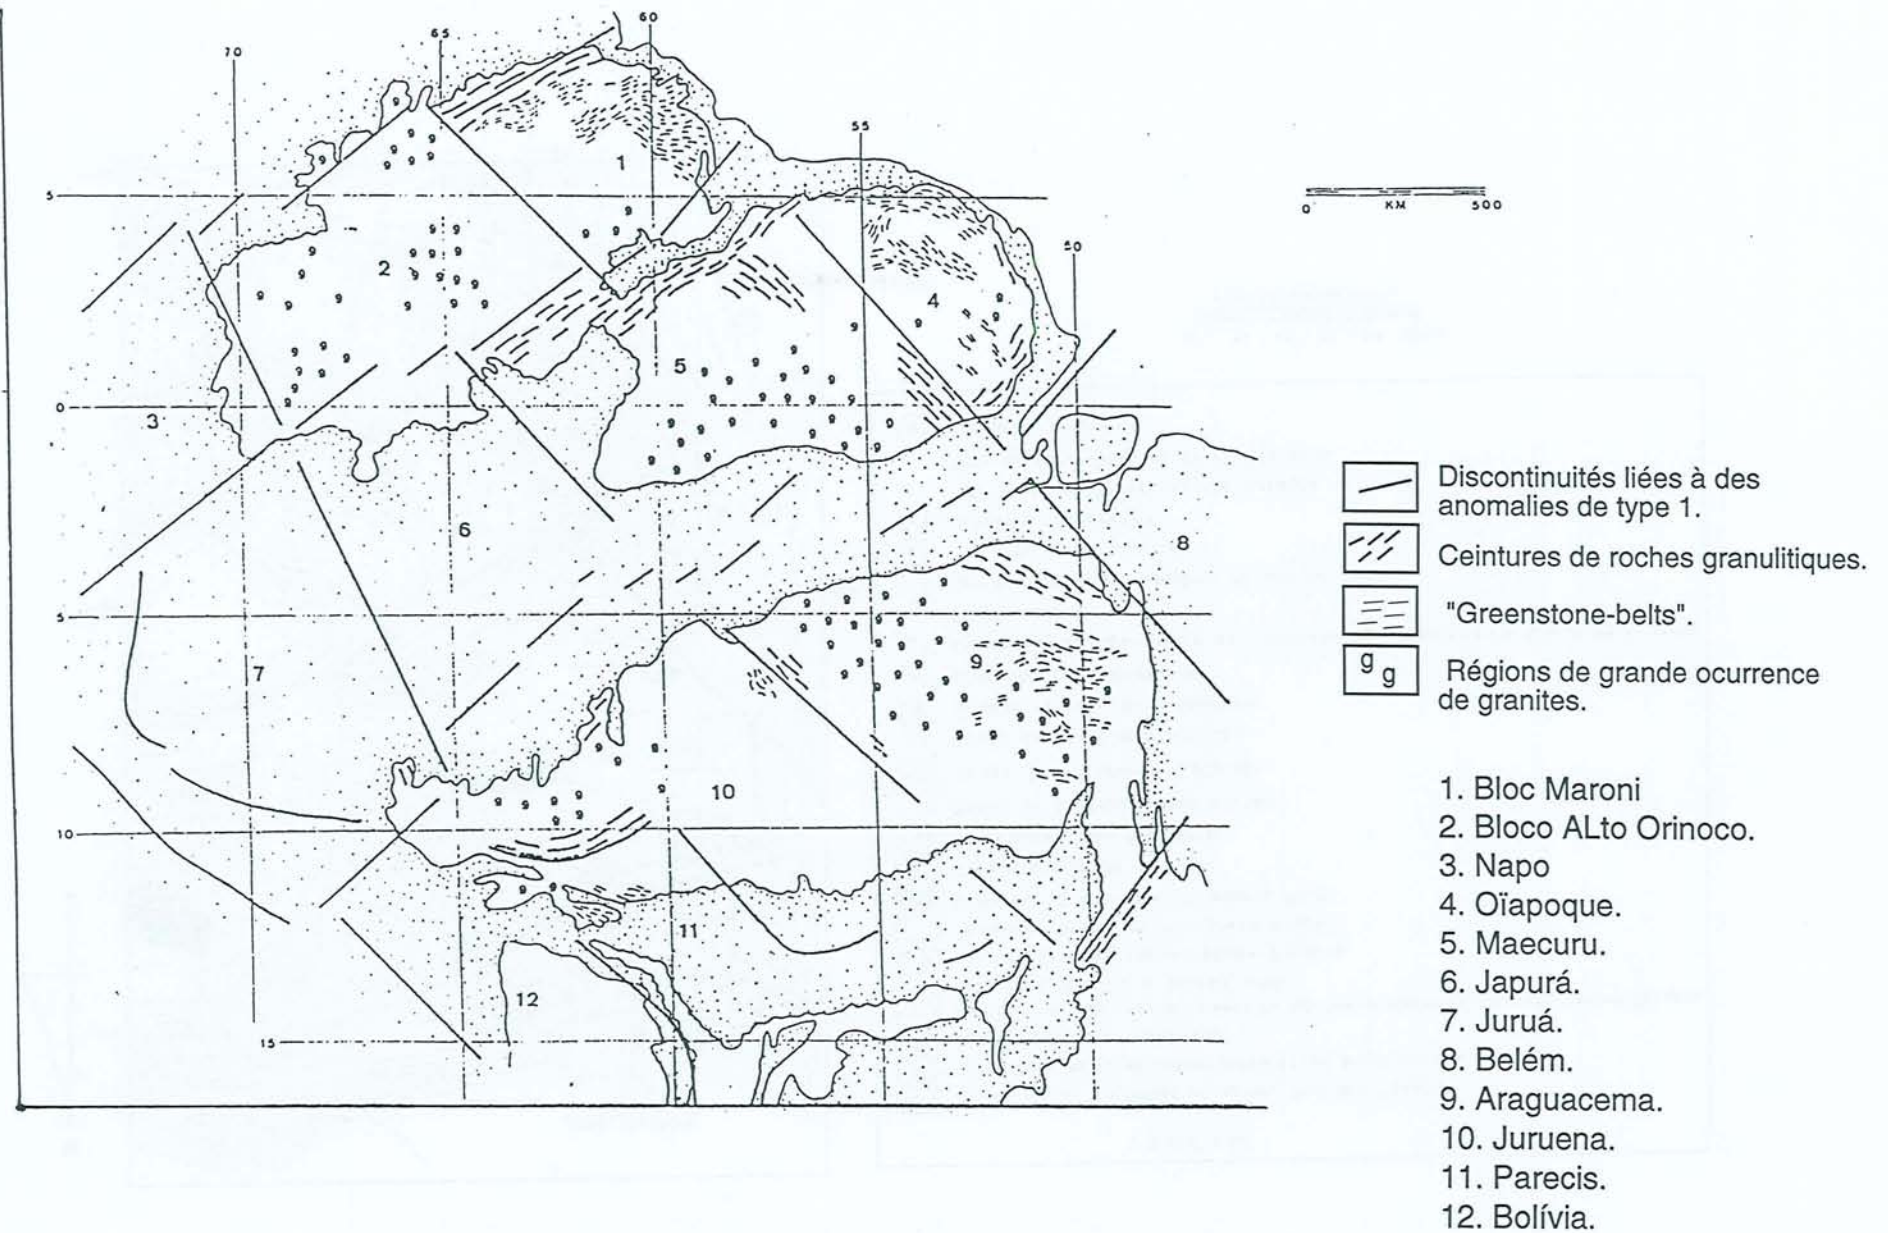 60
65
70
55
1
5
0 KM 500
50
2
4
5
0
3
Discontinuités liées à des
anomalies de type 1.
6
8
Ceintures de roches granulitiques.
5
"Greenstone-belts".
9
7
g g
Régions de grande ocurrence
de granites.
10
10
1. Bloc Maroni
2. Bloco ALto Orinoco.
3. Napo
4. Oïapoque.
11
5. Maecuru.
12
6. Japurá.
15
7. Juruá.
8. Belém.
9. Araguacema.
10. Juruena.
11. Parecis.
12. Bolívia.